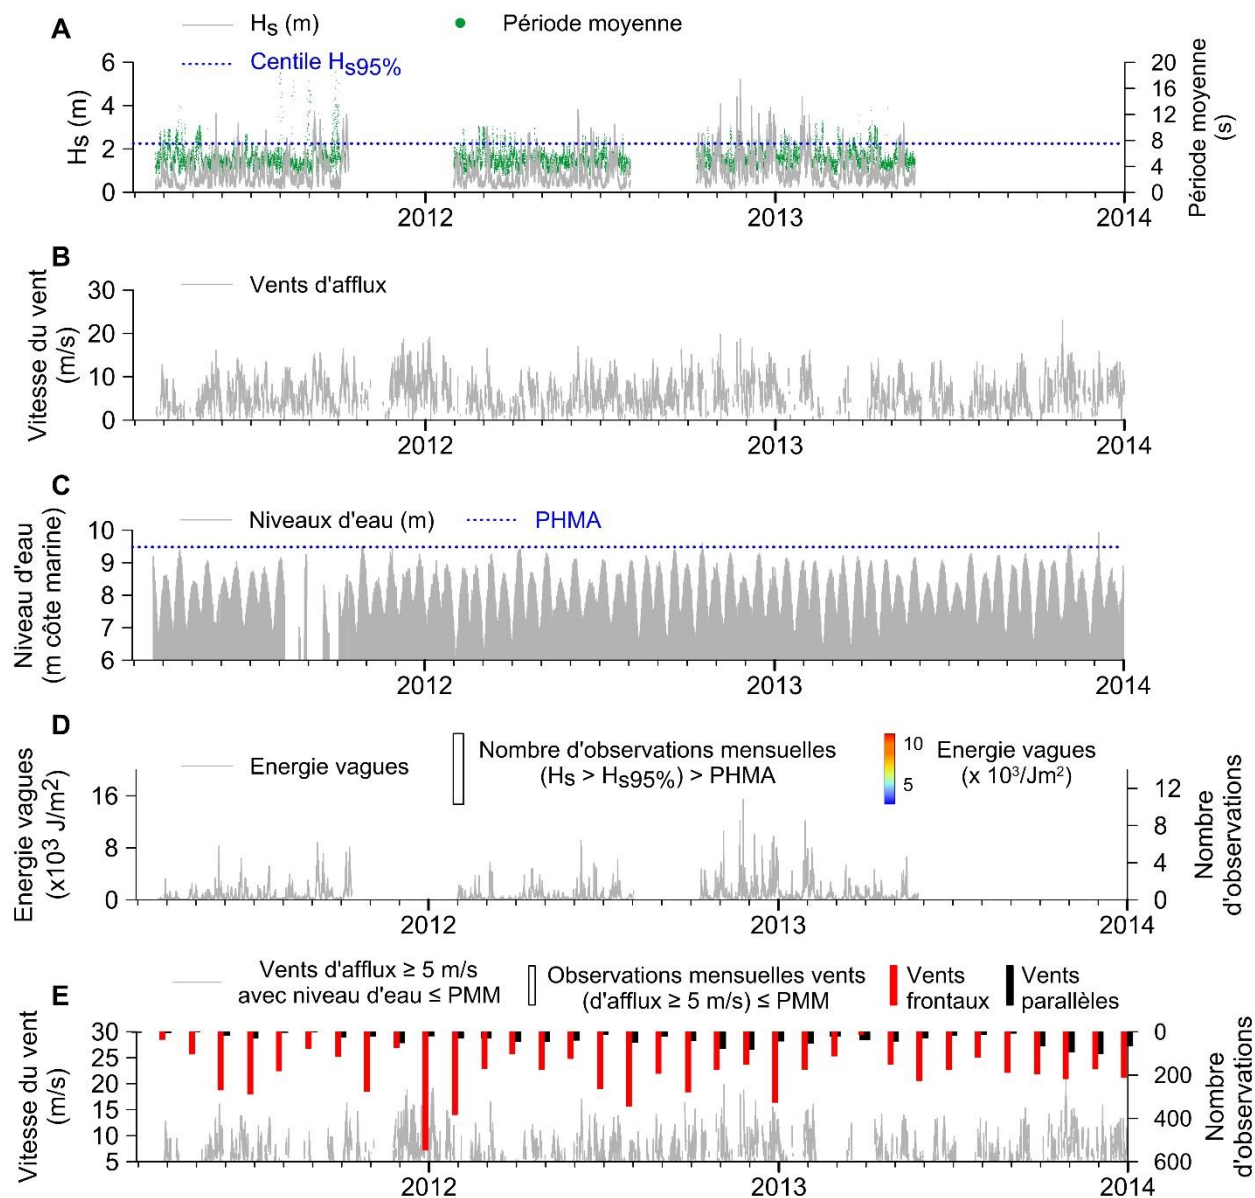 A
Hs (m)
Période moyenne
Centile Hs95%
6
4
2
0
Hs (m)
20
16
12
8
4
0
Période moyenne
(s)
2012
2013
2014
B
Vents d'afflux
30
20
10
0
Vitesse du vent
(m/s)
2012
2013
2014
C
Niveaux d'eau (m)
PHMA
10
9
8
7
6
Niveau d'eau
(m côte marine)
2012
2013
2014
D
Energie vagues
Nombre d'observations mensuelles
(Hs > Hs95%) > PHMA
10
5
Energie vagues
(x 10³/Jm²)
16
8
0
Energie vagues
(x10³ J/m²)
12
8
4
0
Nombre
d'observations
2012
2013
2014
E
Vents d'afflux ≥ 5 m/s
avec niveau d'eau ≤ PMM
Observations mensuelles vents
(d'afflux ≥ 5 m/s) ≤ PMM
Vents
frontaux
Vents
parallèles
30
25
20
15
10
5
Vitesse du vent
(m/s)
0
200
400
600
Nombre
d'observations
2012
2013
2014